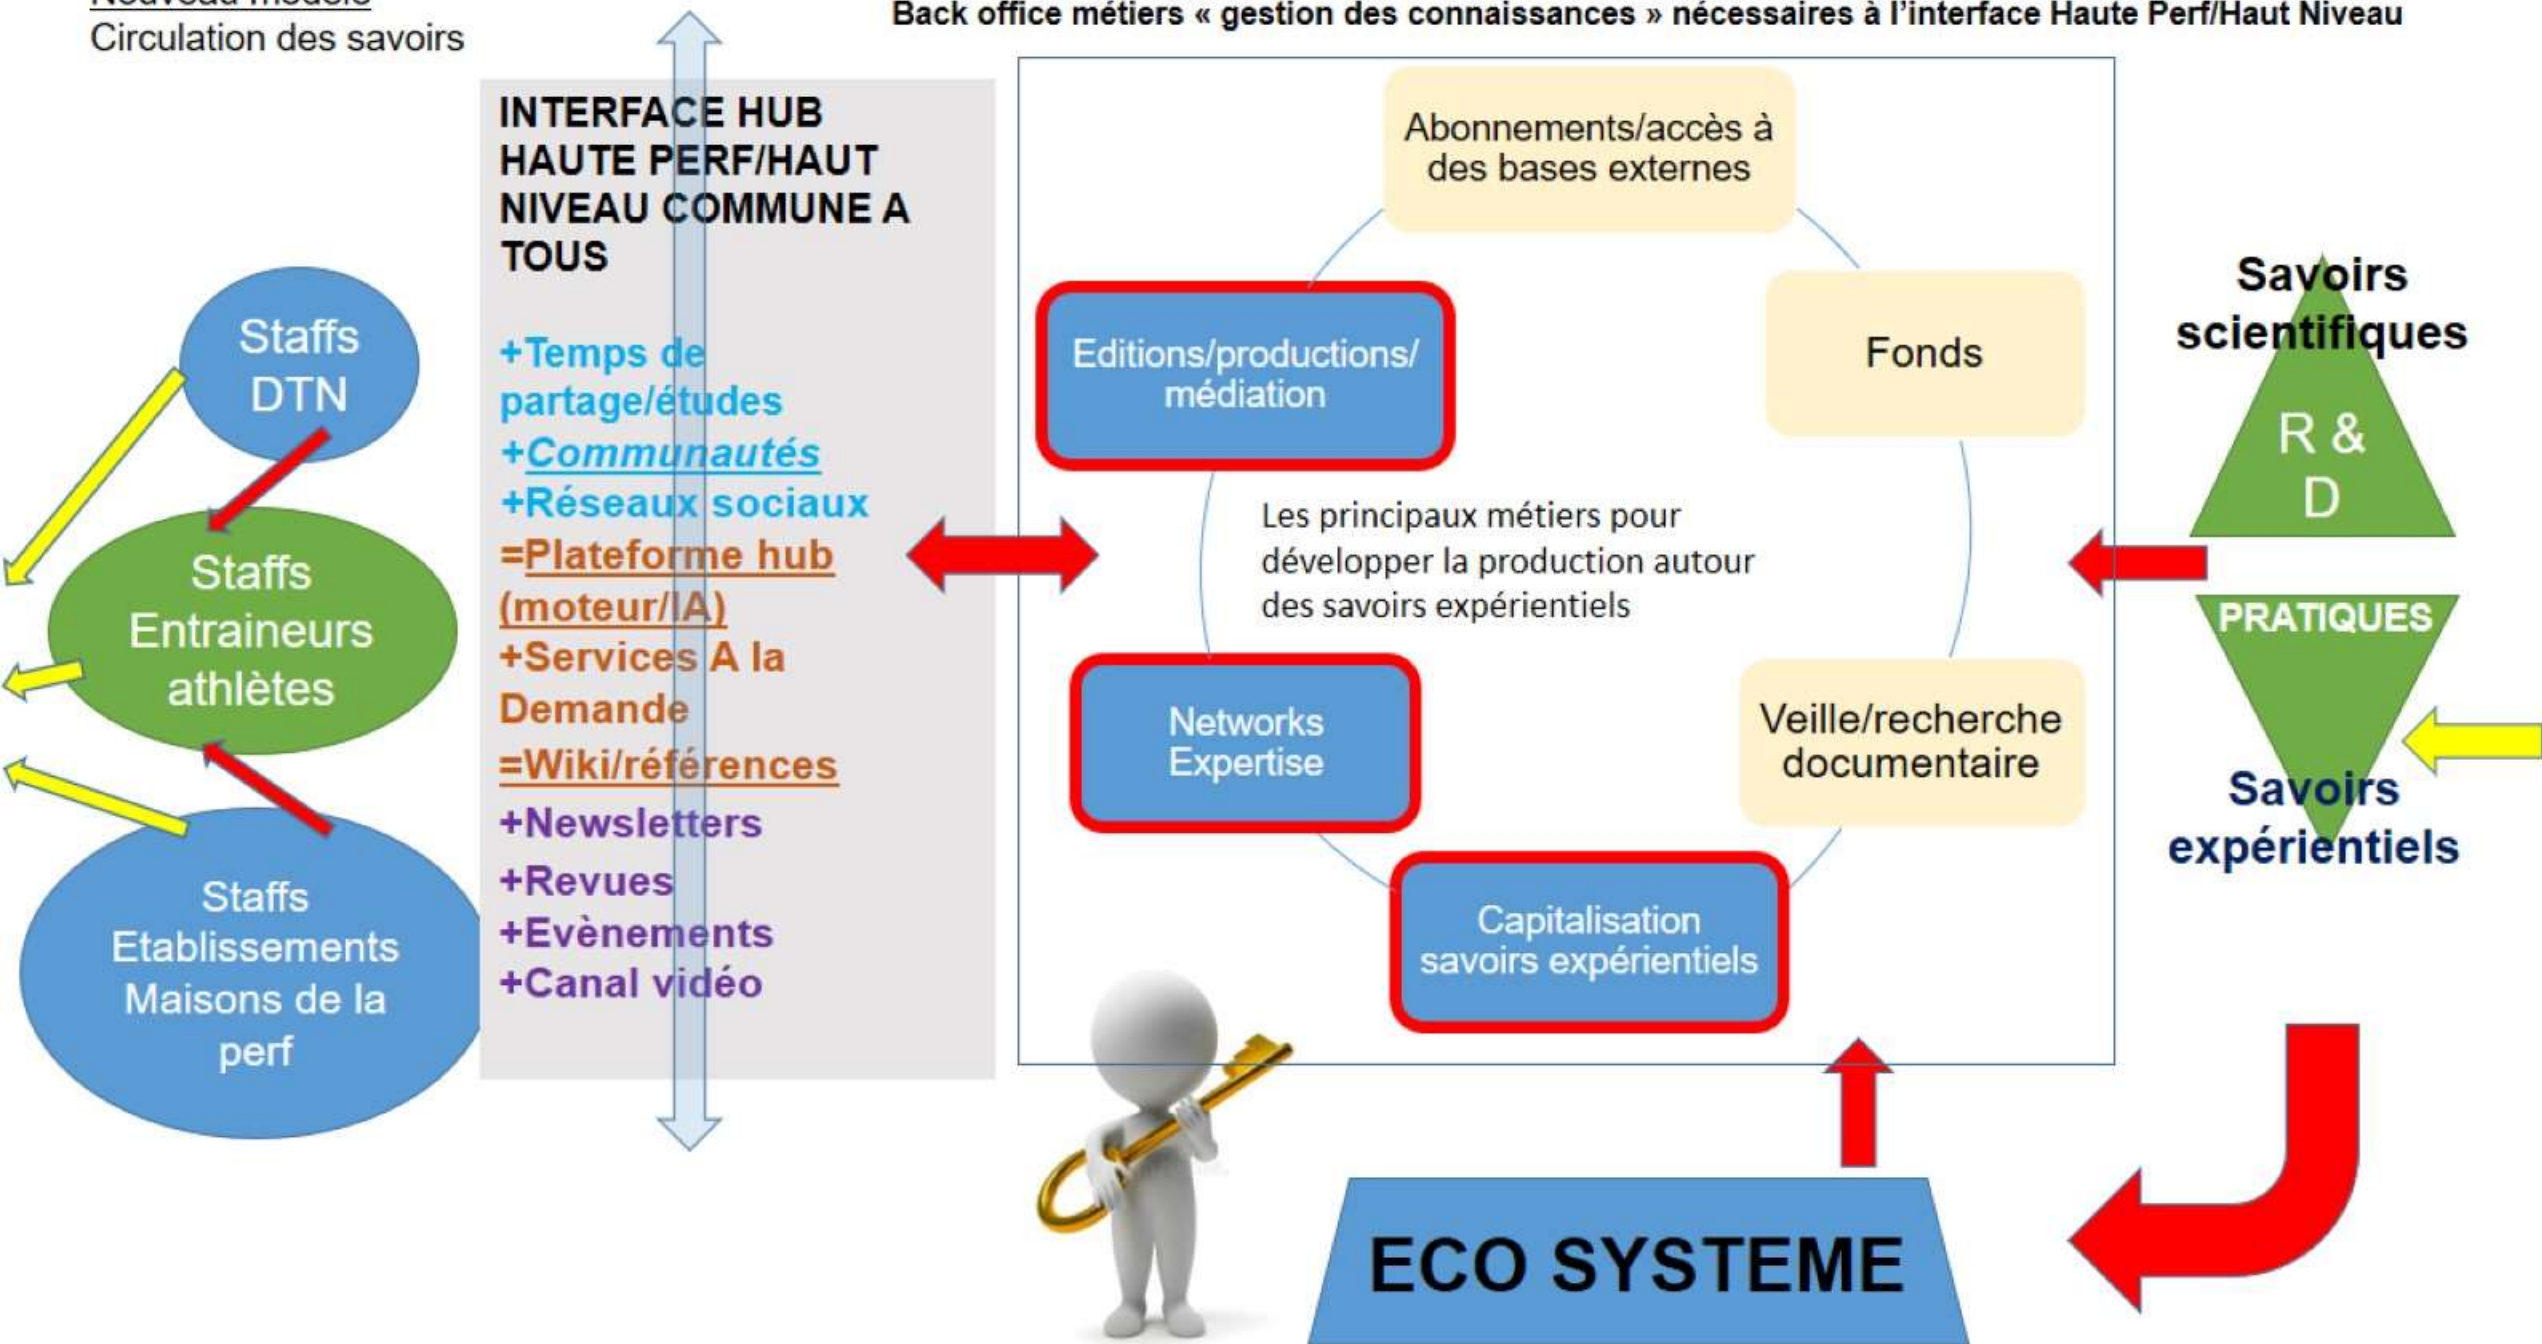 Nouveau modèle
Circulation des savoirs
Back office métiers « gestion des connaissances » nécessaires à l’interface Haute Perf/Haut Niveau
Staffs
DTN
Staffs
Entraineurs
athlètes
Staffs
Etablissements
Maisons de la
perf
INTERFACE HUB
HAUTE PERF/HAUT
NIVEAU COMMUNE A
TOUS
+Temps de
partage/études
+Communautés
+Réseaux sociaux
=Plateforme hub
(moteur/IA)
+Services A la
Demande
=Wiki/références
+Newsletters
+Revues
+Evènements
+Canal vidéo
Abonnements/accès à
des bases externes
Editions/productions/
médiation
Fonds
Les principaux métiers pour
développer la production autour
des savoirs expérientiels
Networks
Expertise
Veille/recherche
documentaire
Capitalisation
savoirs expérientiels
Savoirs
scientifiques
R &
D
PRATIQUES
Savoirs
expérientiels
ECO SYSTEME